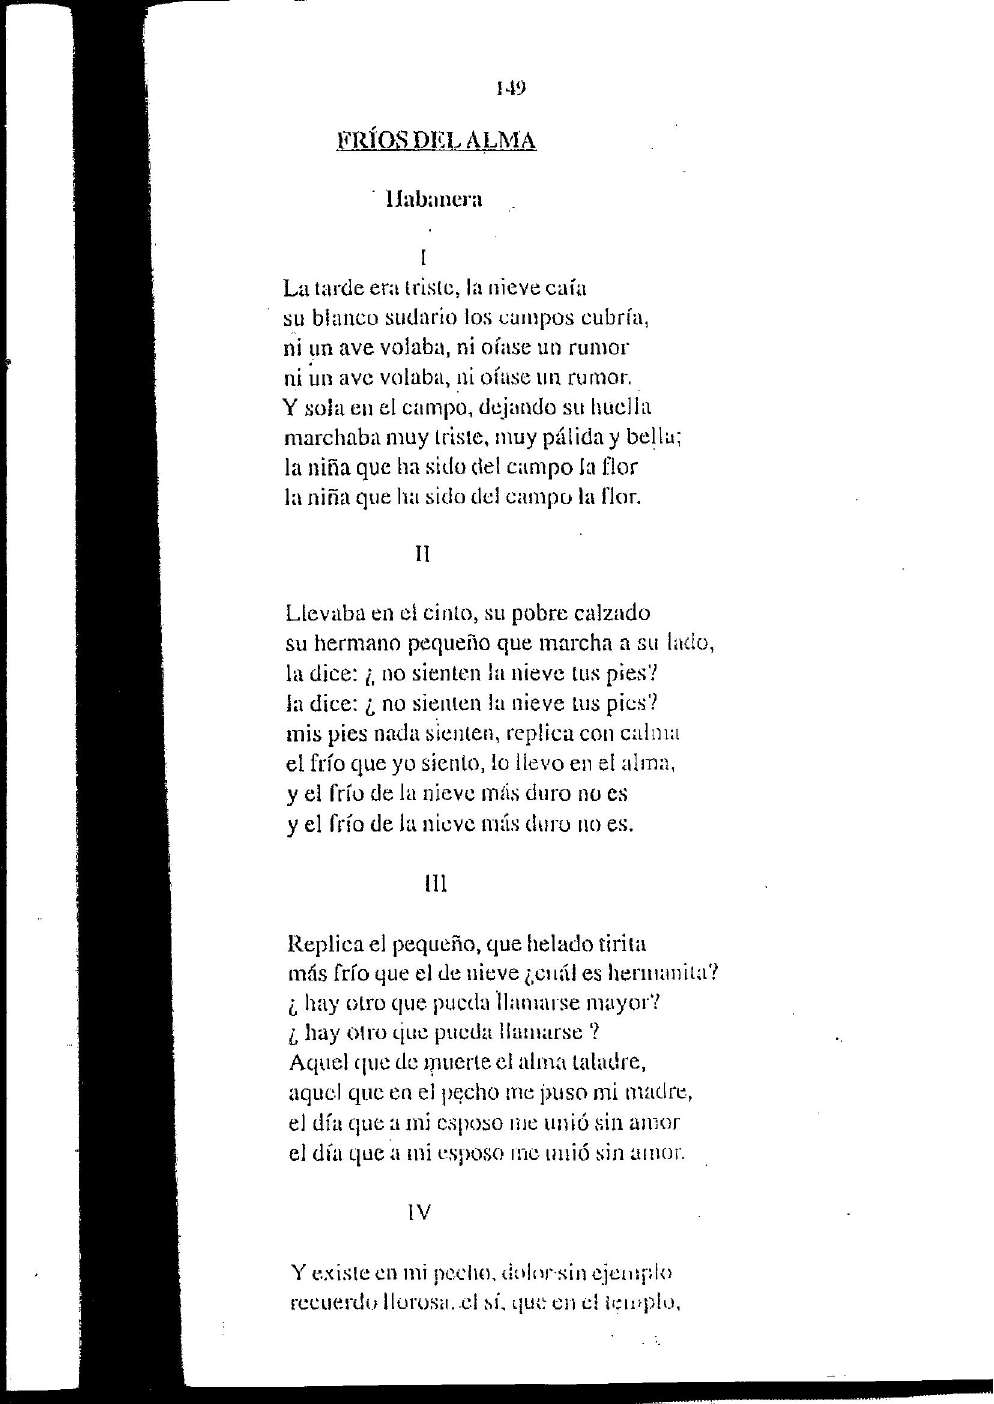 149
FRÍOS DEL ALMA
Habanera
I
La tarde era triste, la nieve caía
su blanco sudario los campos cubría,
ni un ave volaba, ni oíase un rumor
ni un ave volaba, ni oíase un rumor.
Y sola en el campo, dejando su huella
marchaba muy triste, muy pálida y bella;
la niña que ha sido del campo la flor
la niña que ha sido del campo la flor.
II
Llevaba en el cinto, su pobre calzado
su hermano pequeño que marcha a su lado,
la dice: ¿ no sienten la nieve tus pies?
la dice: ¿ no sienten la nieve tus pies?
mis pies nada sienten, replica con calma
el frío que yo siento, lo llevo en el alma,
y el frío de la nieve más duro no es
y el frío de la nieve más duro no es.
III
Replica el pequeño, que helado tirita
más frío que el de nieve ¿cuál es hermanita?
¿ hay otro que pueda llamarse mayor?
¿ hay otro que pueda llamarse ?
Aquel que de muerte el alma taladre,
aquel que en el pecho me puso mi madre,
el día que a mi esposo me unió sin amor
el día que a mi esposo me unió sin amor.
IV
Y existe en mi pecho, dolor sin ejemplo
recuerdo llorosa, el sí, que en el templo,